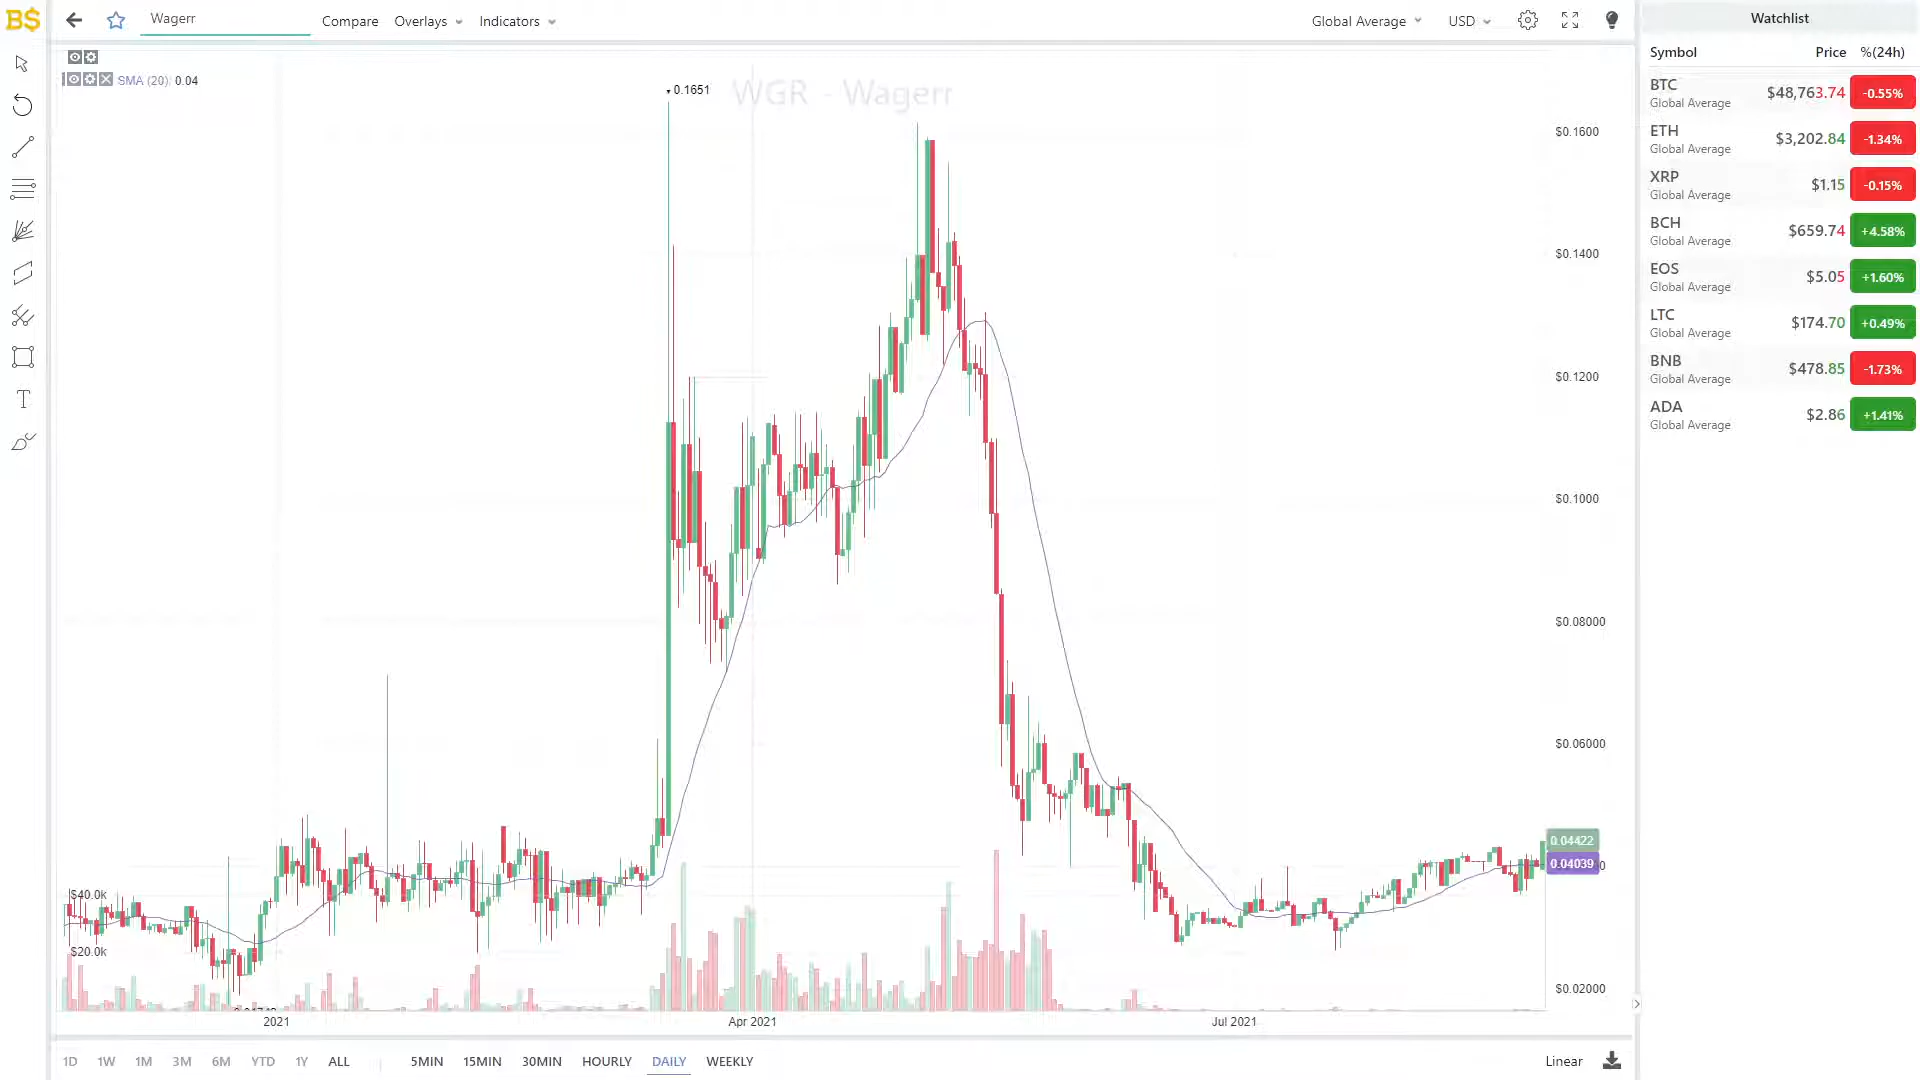 B$
Wagerr
Compare
Overlays
Indicators
Global Average
USD
SMA (20): 0.04
0.1651
WGR - Wagerr
$0.1600
$0.1400
$0.1200
$0.1000
$0.08000
$0.06000
0.04422
0.04039
$0.02000
$40.0k
$20.0k
2021
Apr 2021
Jul 2021
1D 1W 1M 3M 6M YTD 1Y ALL
5MIN 15MIN 30MIN HOURLY DAILY WEEKLY
Linear
Watchlist
Symbol Price %(24h)
BTC $48,763.74 -0.55%
Global Average
ETH $3,202.84 -1.34%
Global Average
XRP $1.15 -0.15%
Global Average
BCH $659.74 +4.58%
Global Average
EOS $5.05 +1.60%
Global Average
LTC $174.70 +0.49%
Global Average
BNB $478.85 -1.73%
Global Average
ADA $2.86 +1.41%
Global Average